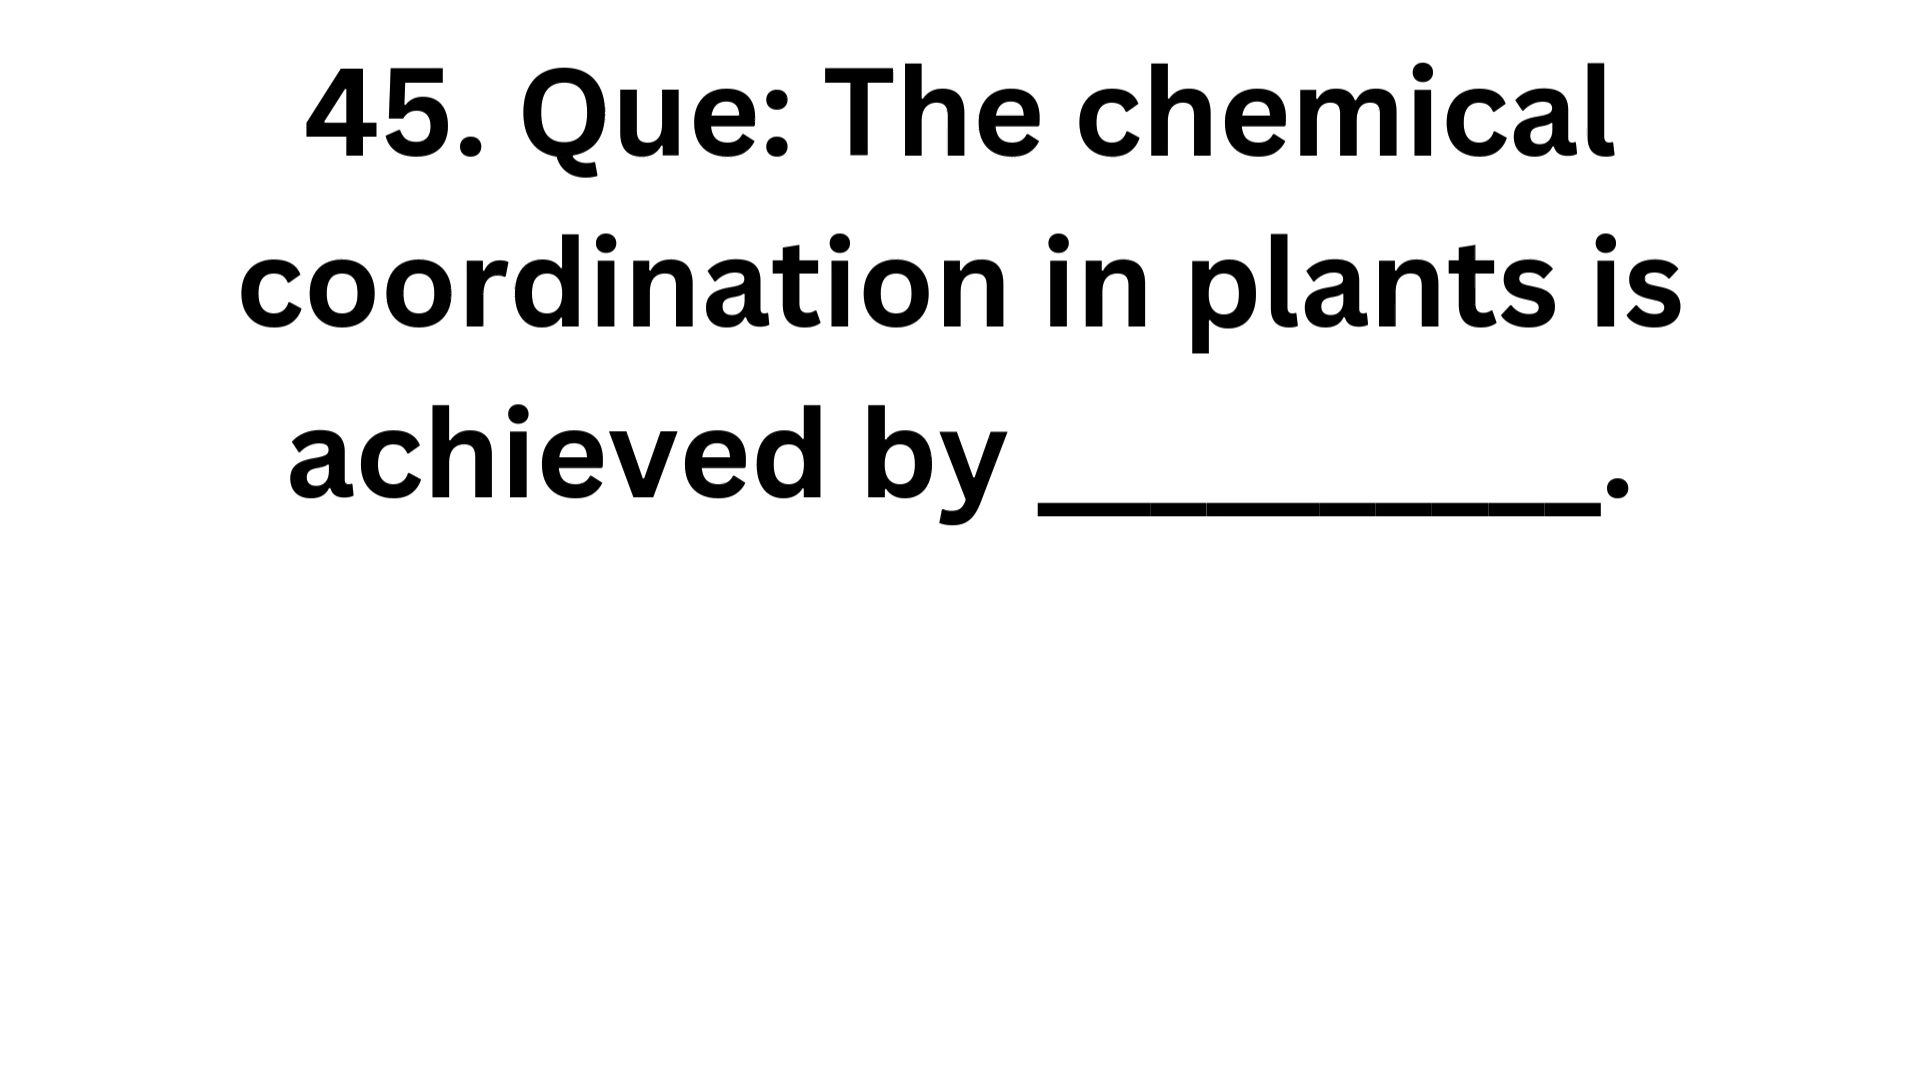 45. Que: The chemical
coordination in plants is
achieved by __________.